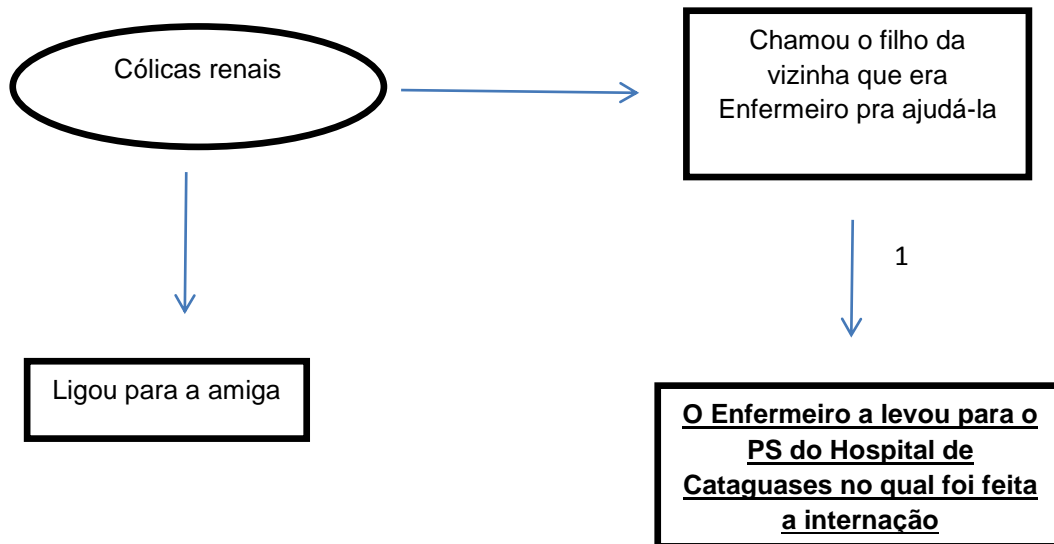 Cólicas renais
Chamou o filho da
vizinha que era
Enfermeiro pra ajudá-la
1
Ligou para a amiga
O Enfermeiro a levou para o
PS do Hospital de
Cataguases no qual foi feita
a internação